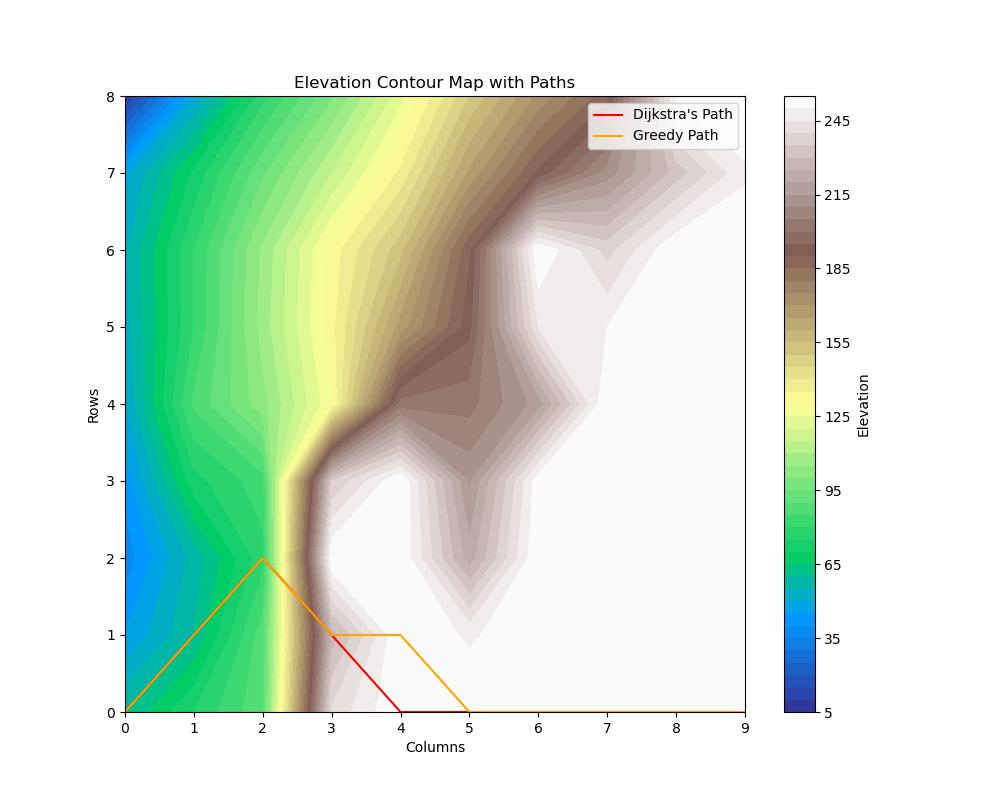 Elevation Contour Map with Paths
Dijkstra's Path
Greedy Path
Rows
8
7
6
5
4
3
2
1
0
0 1 2 3 4 5 6 7 8 9
Columns
245
215
185
155
125
95
65
35
5
Elevation